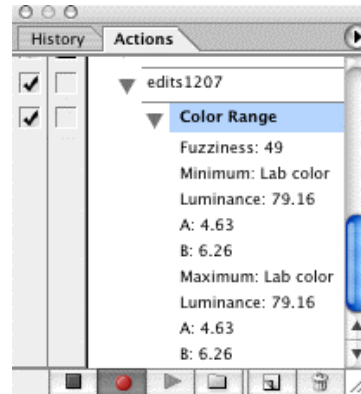 History Actions
edits1207
Color Range
Fuzziness: 49
Minimum: Lab color
Luminance: 79.16
A: 4.63
B: 6.26
Maximum: Lab color
Luminance: 79.16
A: 4.63
B: 6.26